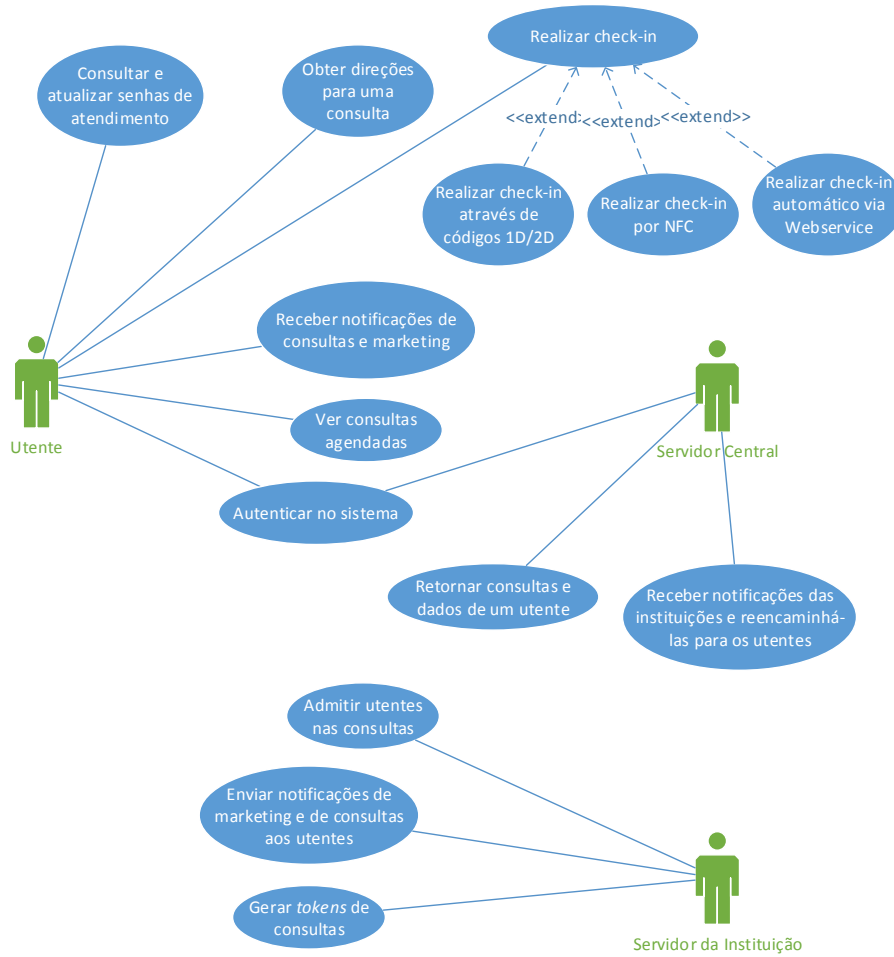 Realizar check-in
Consultar e
atualizar senhas de
atendimento
Obter direções
para uma
consulta
<<extend>>
<<extend>>
<<extend>>
Realizar check-in
através de
códigos 1D/2D
Realizar check-in
por NFC
Realizar check-in
automático via
Webservice
Receber notificações de
consultas e marketing
Utente
Ver consultas
agendadas
Servidor Central
Autenticar no sistema
Retornar consultas e
dados de um utente
Receber notificações das
instituições e reencaminhá-
las para os utentes
Admitir utentes
nas consultas
Enviar notificações de
marketing e de consultas
aos utentes
Gerar tokens de
consultas
Servidor da Instituição